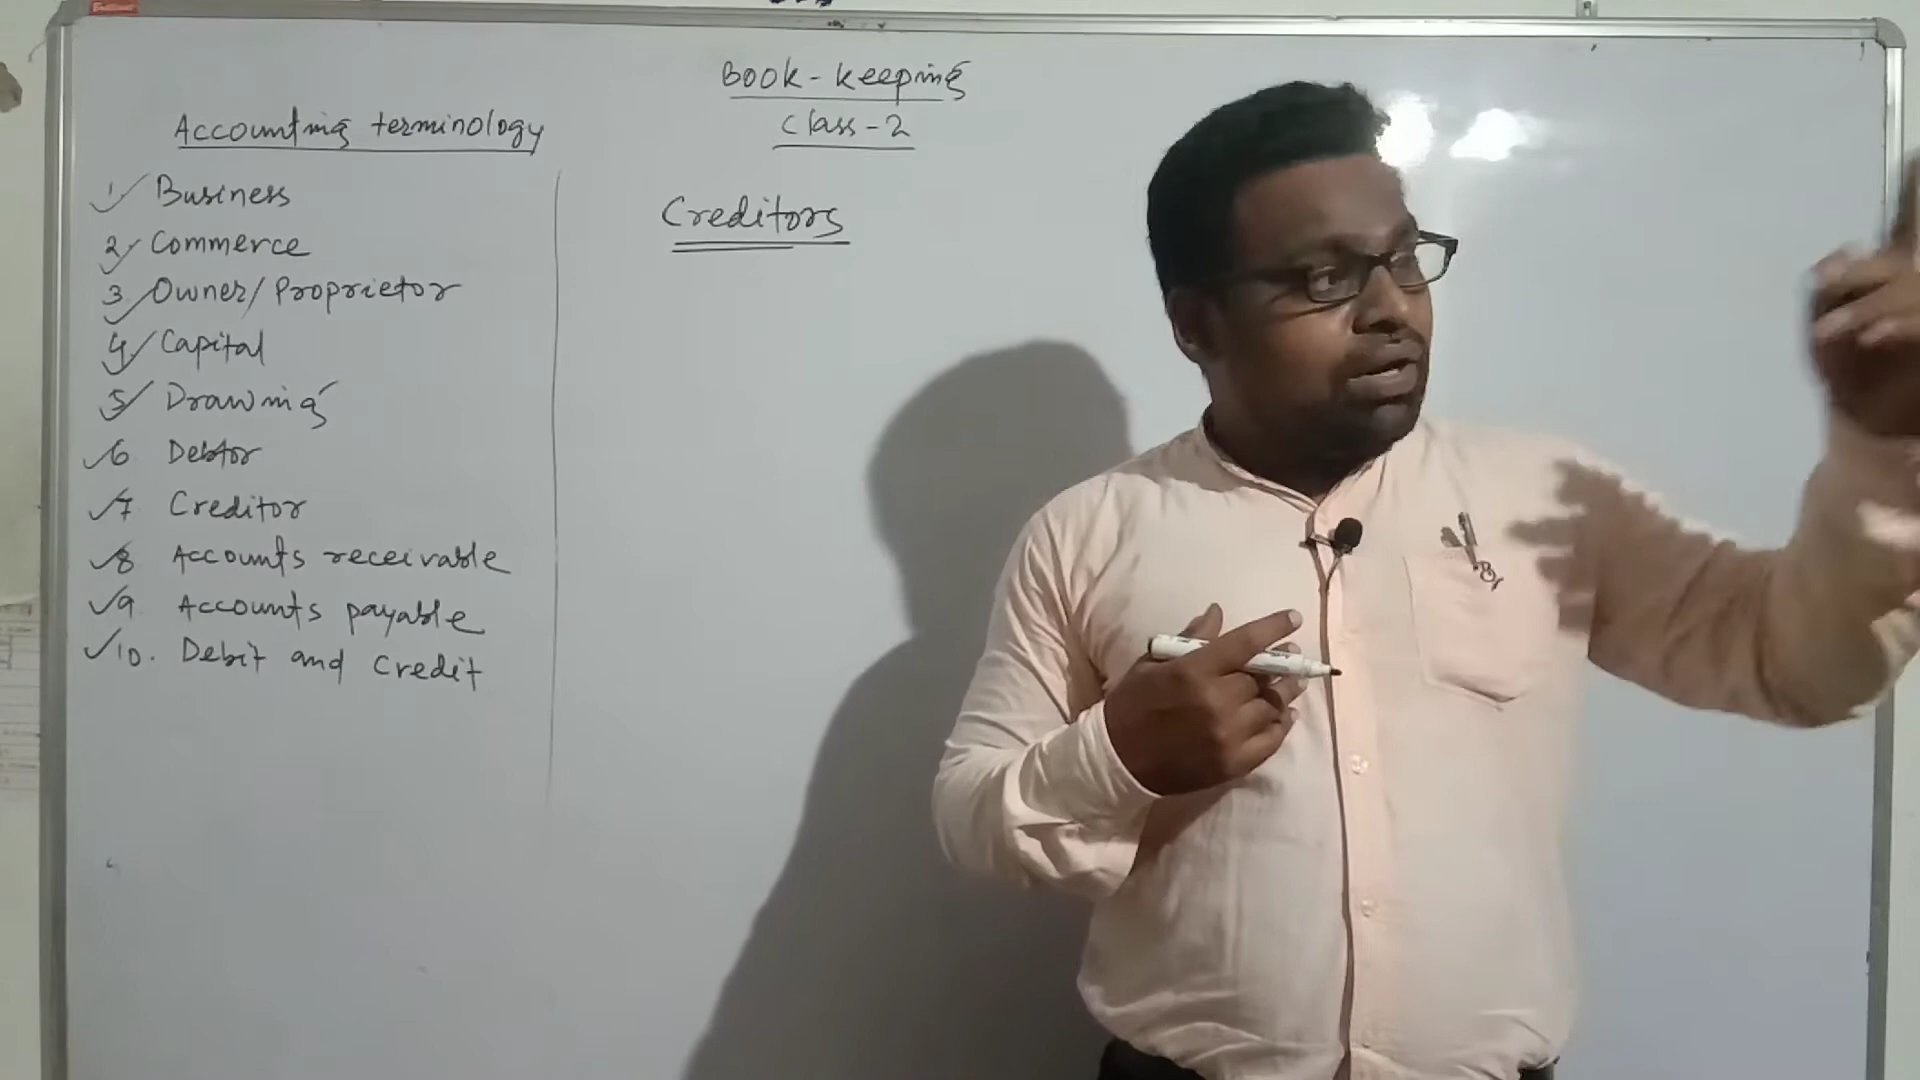 Book-keeping
Class-2
Accounting terminology
1 Business
2 Commerce
3 Owner/Proprietor
4 Capital
5 Drawing
6 Debtor
7 Creditor
8 Accounts receivable
9 Accounts payable
10. Debit and credit
Creditors